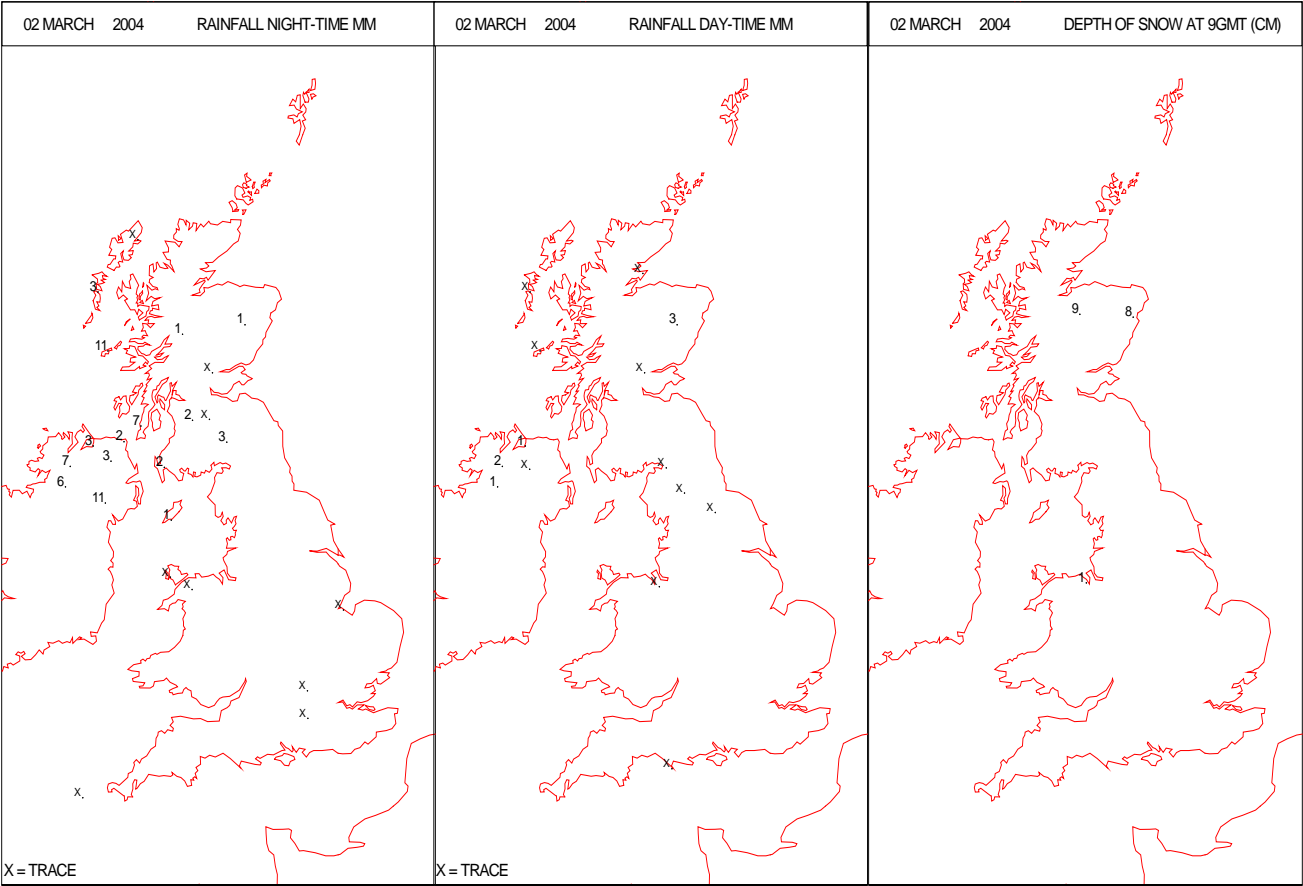 02 MARCH 2004 RAINFALL NIGHT-TIME MM
X
3
1. 1.
11.
X.
2. X.
7.
3 2. 3.
7. 3. 2.
6.
11.
1.
X.
X.
X.
X.
X.
X.
X = TRACE
02 MARCH 2004 RAINFALL DAY-TIME MM
X.
X
3.
X.
X.
1
2. X. X.
1. X.
X.
X.
X.
X = TRACE
02 MARCH 2004 DEPTH OF SNOW AT 9GMT (CM)
9. 8.
1.